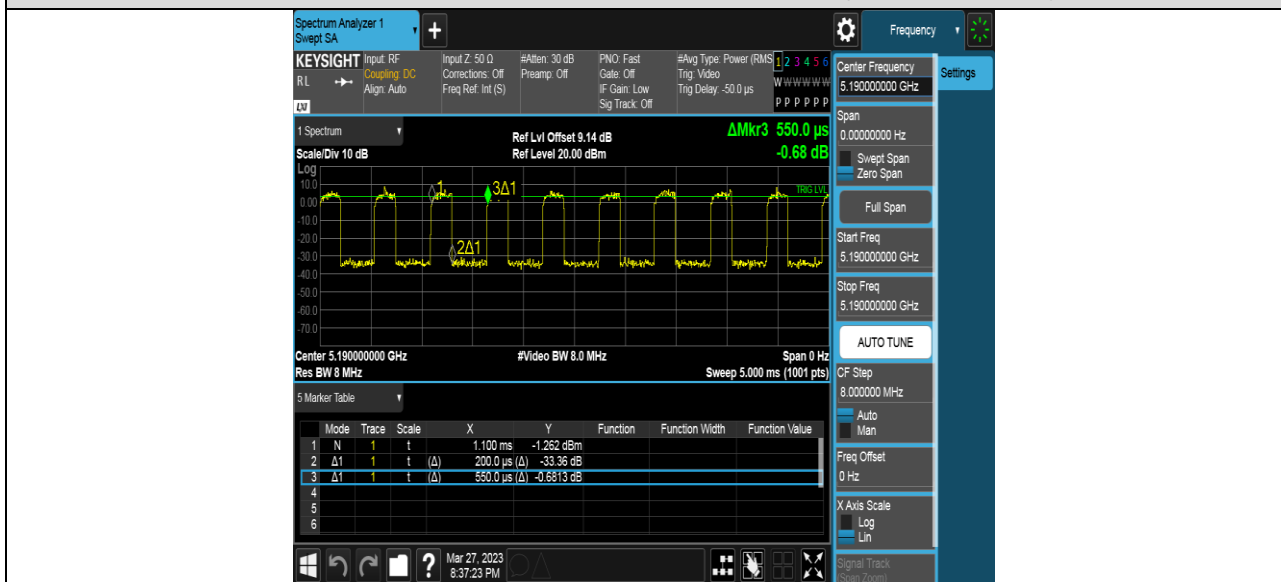 Spectrum Analyzer 1
Swept SA
+
Frequency
KEYSIGHT
RL
LXI
Input: RF
Coupling: DC
Align: Auto
Input Z: 50 Ω
Corrections: Off
Freq Ref: Int (S)
#Atten: 30 dB
Preamp: Off
PNO: Fast
Gate: Off
IF Gain: Low
Sig Track: Off
#Avg Type: Power (RMS
Trig: Video
Trig Delay: -50.0 µs
1 2 3 4 5 6
W W W W W W
P P P P P P
1 Spectrum
Scale/Div 10 dB
Ref Lvl Offset 9.14 dB
Ref Level 20.00 dBm
ΔMkr3 550.0 µs
-0.68 dB
Log
10.0
0.00
-10.0
-20.0
-30.0
-40.0
-50.0
-60.0
-70.0
1
3Δ1
2Δ1
TRIG LVL
Center 5.190000000 GHz
#Video BW 8.0 MHz
Span 0 Hz
Res BW 8 MHz
Sweep 5.000 ms (1001 pts)
5 Marker Table
Mode Trace Scale X Y Function Function Width Function Value
1 N 1 t 1.100 ms -1.262 dBm
2 Δ1 1 t (Δ) 200.0 µs (Δ) -33.36 dB
3 Δ1 1 t (Δ) 550.0 µs (Δ) -0.6813 dB
4
5
6
?
Mar 27, 2023
8:37:23 PM
Center Frequency
5.190000000 GHz
Settings
Span
0.00000000 Hz
Swept Span
Zero Span
Full Span
Start Freq
5.190000000 GHz
Stop Freq
5.190000000 GHz
AUTO TUNE
CF Step
8.000000 MHz
Auto
Man
Freq Offset
0 Hz
X Axis Scale
Log
Lin
Signal Track
(Span Zoom)